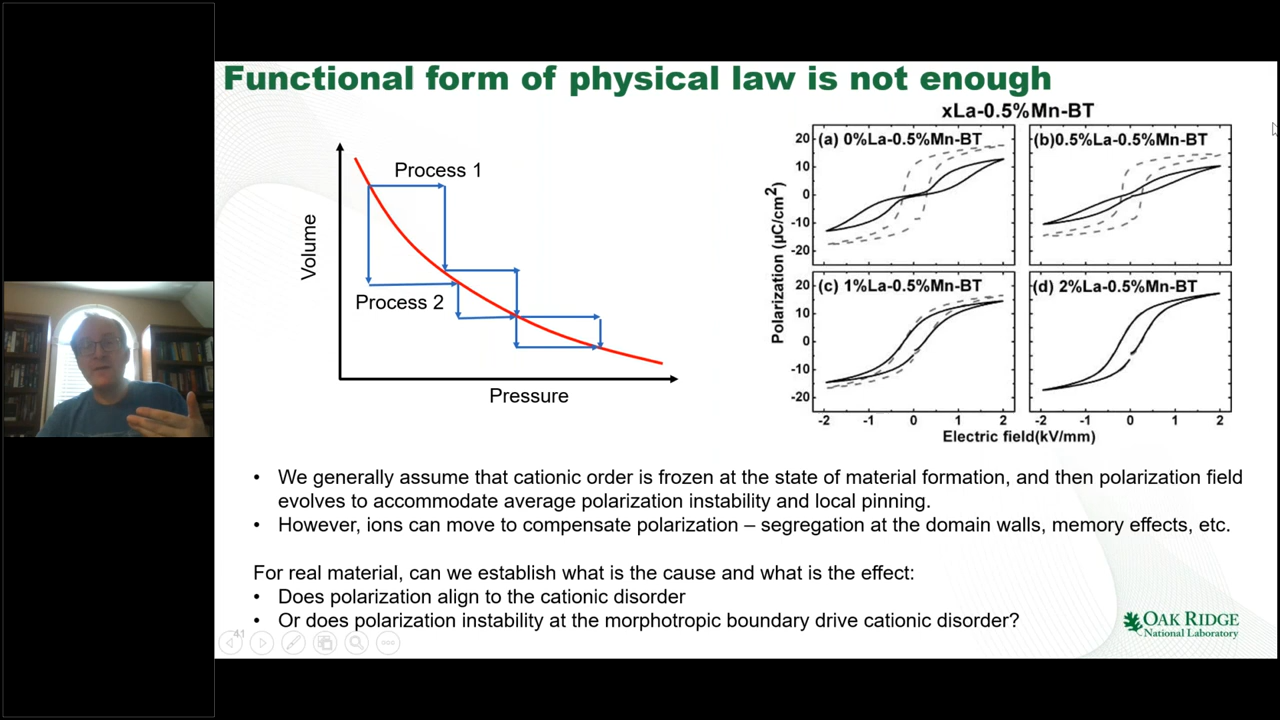 Functional form of physical law is not enough
Process 1
Process 2
Volume
Pressure
xLa-0.5%Mn-BT
(a) 0%La-0.5%Mn-BT
(b)0.5%La-0.5%Mn-BT
20
10
0
-10
-20
(c) 1%La-0.5%Mn-BT
(d) 2%La-0.5%Mn-BT
20
10
0
-10
-20
Polarization (µC/cm2)
-2 -1 0 1 2 -2 -1 0 1 2
Electric field(kV/mm)
• We generally assume that cationic order is frozen at the state of material formation, and then polarization field
evolves to accommodate average polarization instability and local pinning.
• However, ions can move to compensate polarization – segregation at the domain walls, memory effects, etc.
For real material, can we establish what is the cause and what is the effect:
• Does polarization align to the cationic disorder
• Or does polarization instability at the morphotropic boundary drive cationic disorder?
41
OAK RIDGE
National Laboratory